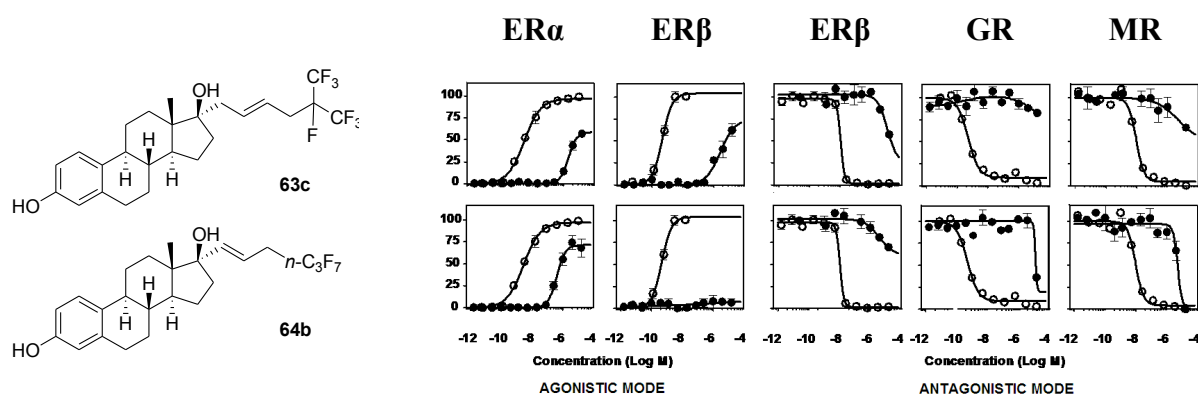 ERα ERβ ERβ GR MR
OH
CF3
CF3
F
H H
HO
63c
100
75
50
25
0
OH
n-C3F7
H H
HO
64b
100
75
50
25
0
-12 -10 -8 -6 -4 -12 -10 -8 -6 -4 -12 -10 -8 -6 -4 -12 -10 -8 -6 -4 -12 -10 -8 -6 -4
Concentration (Log M) Concentration (Log M)
AGONISTIC MODE ANTAGONISTIC MODE